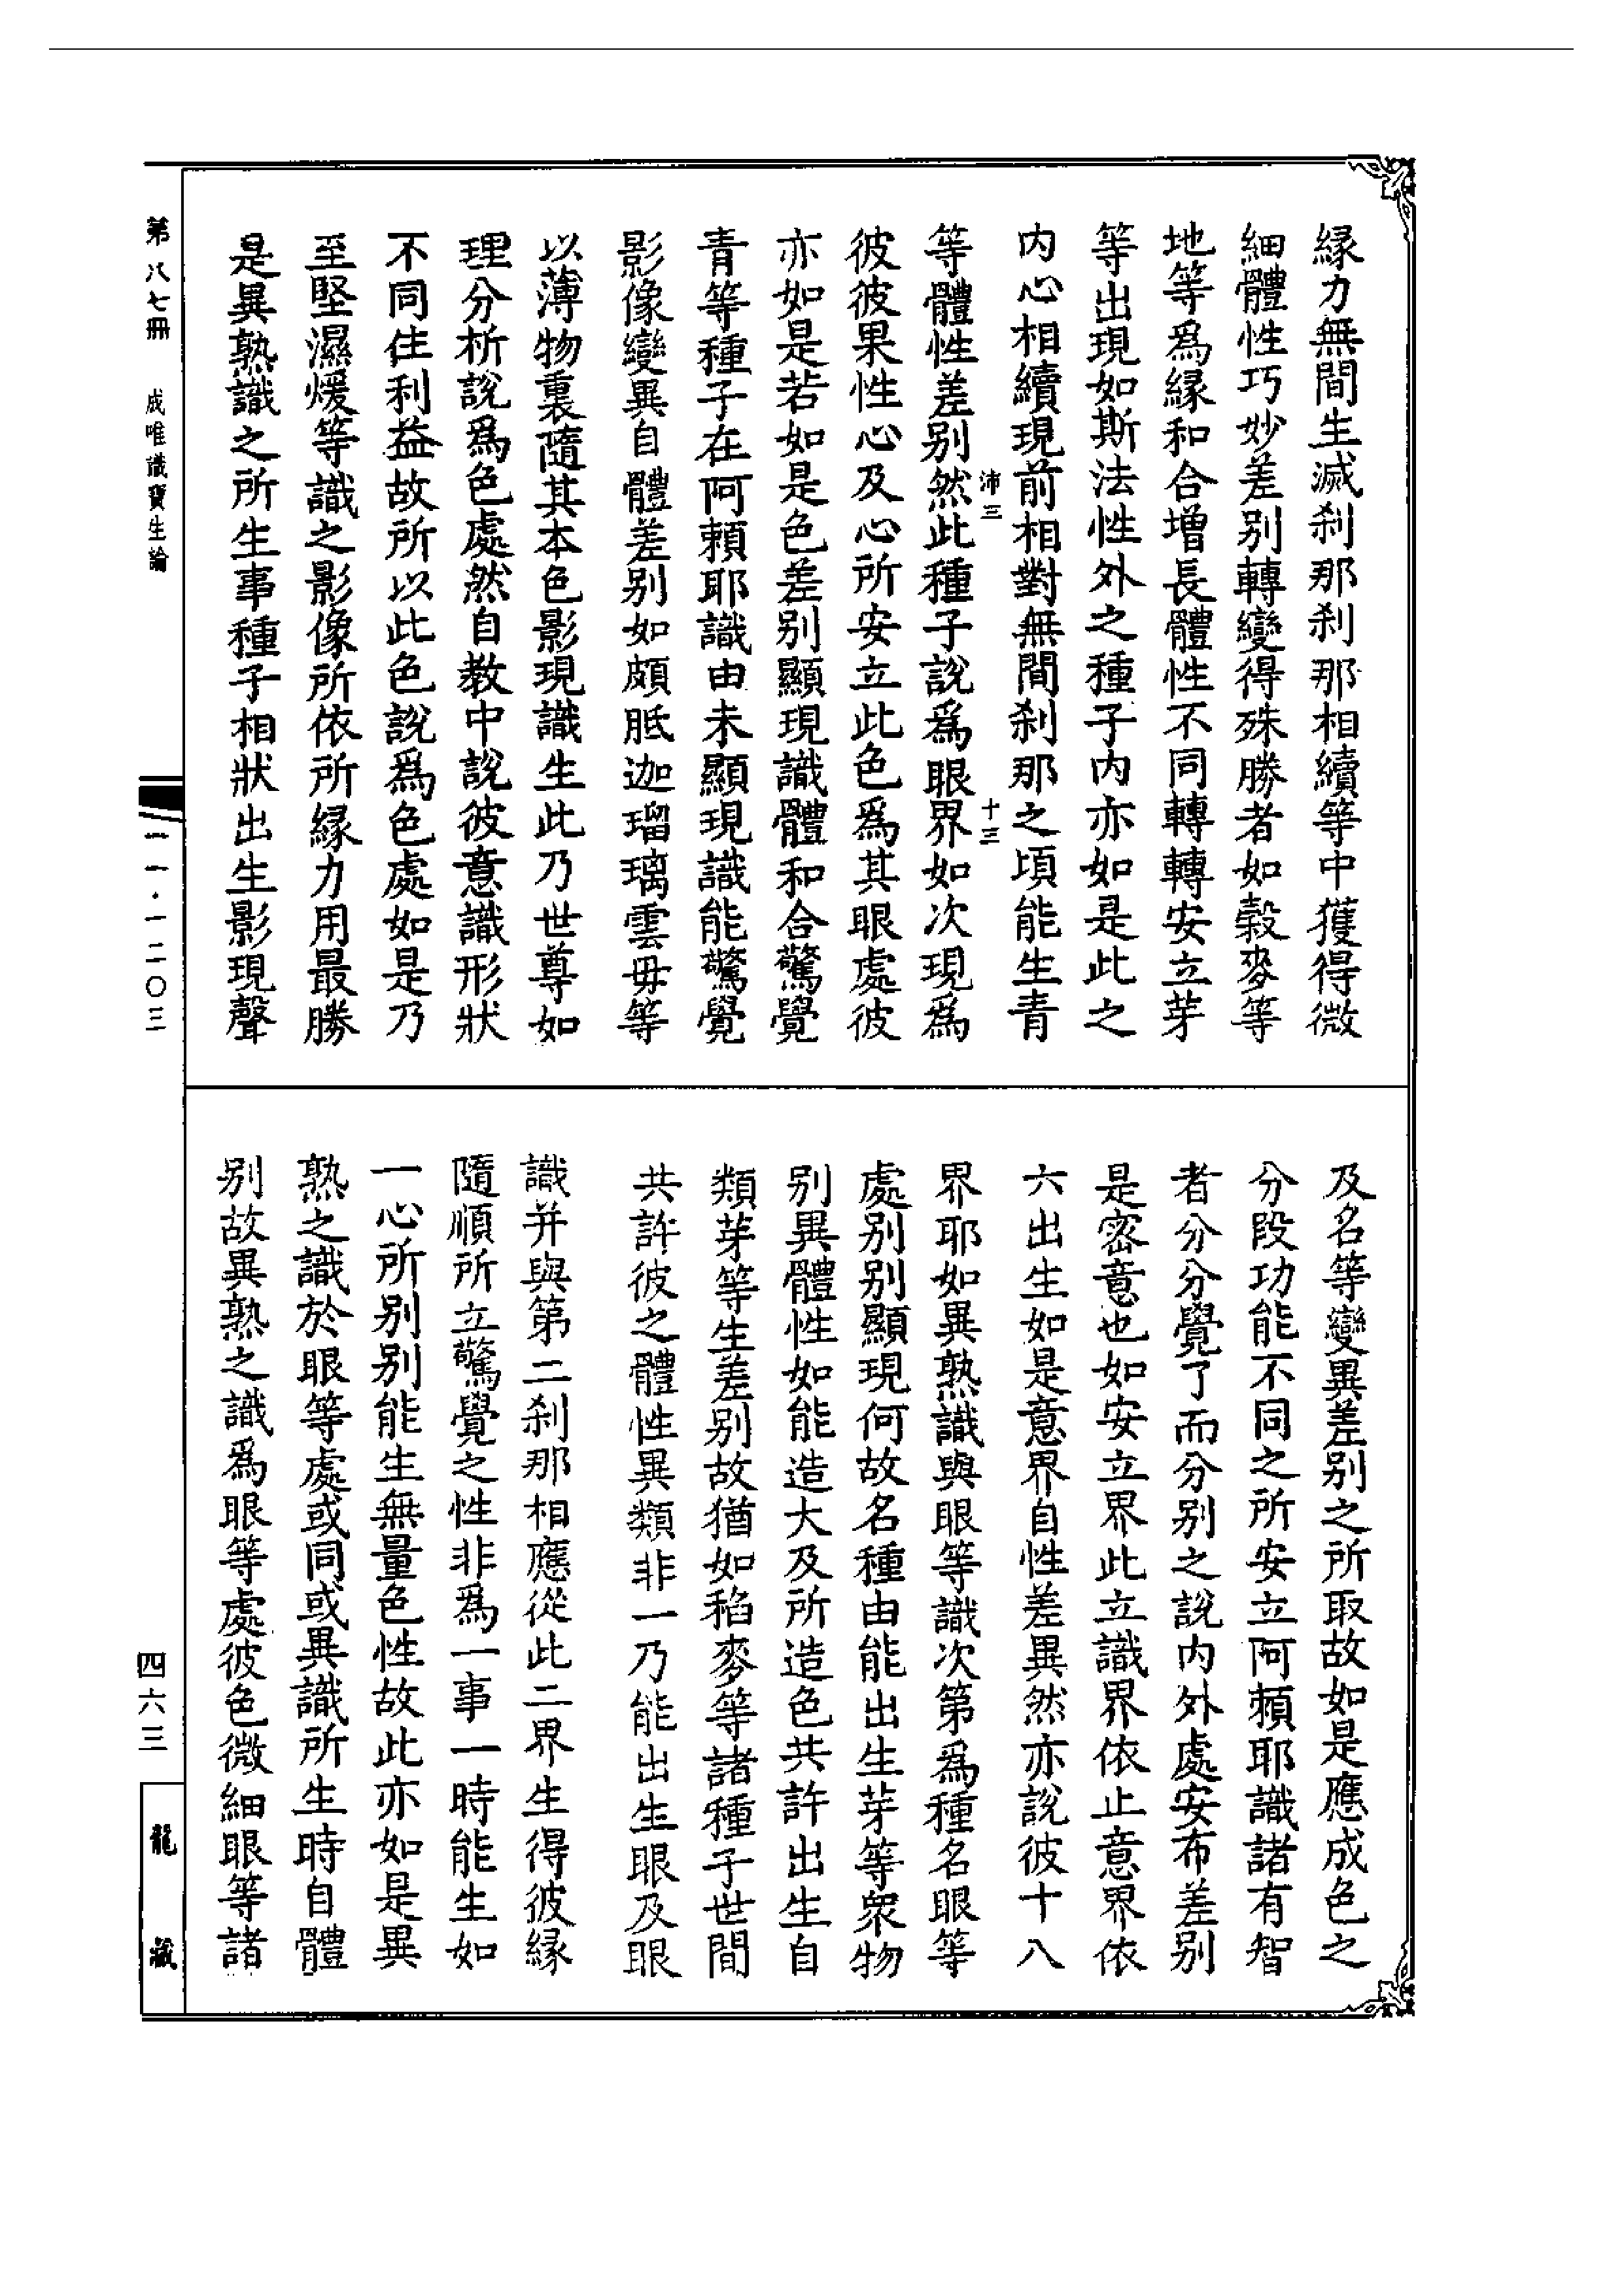 緣力無間生滅刹那刹那相續等中獲得微
細體性巧妙差别轉變得殊勝者如穀麥等
地等爲緣和合增長體性不同轉轉安立芽
等出現如斯法性外之種子内亦如是此之
内心相續現前相對無間刹那之頃能生青
沛三　十三
等體性差别然此種子說爲眼界如次現爲
彼彼果性心及心所安立此色爲其眼處彼
亦如是若如是色差别顯現識體和合驚覺
青等種子在阿賴耶識由未顯現識能驚覺
影像變異自體差别如頗胝迦瑠璃雲毋等
以薄物裏隨其本色影現識生此乃世尊如
理分析說爲色處然自教中說彼意識形狀
不同住利益故所以此色說爲色處如是乃
至堅濕煖等識之影像所依所緣力用最勝
是異熟識之所生事種子相狀出生影現聲
及名等變異差别之所取故如是應成色之
分段功能不同之所安立阿賴耶識諸有智
者分分覺了而分别之說内外處安布差别
是密意也如安立界此立識界依止意界依
六出生如是意界自性差異然亦說彼十八
界耶如異熟識與眼等識次第爲種名眼等
處别别顯現何故名種由能出生芽等衆物
别異體性如能造大及所造色共許出生自
類芽等生差别故猶如稻麥等諸種子世間
共許彼之體性異類非一乃能出生眼及眼
識并與第二刹那相應從此二界生得彼緣
隨順所立驚覺之性非爲一事一時能生如
一心所别别能生無量色性故此亦如是異
熟之識於眼等處或同或異識所生時自體
别故異熟之識爲眼等處彼色微細眼等諸
第八七冊　成唯識寶生論
一一一·一二〇三
四六三
龍藏